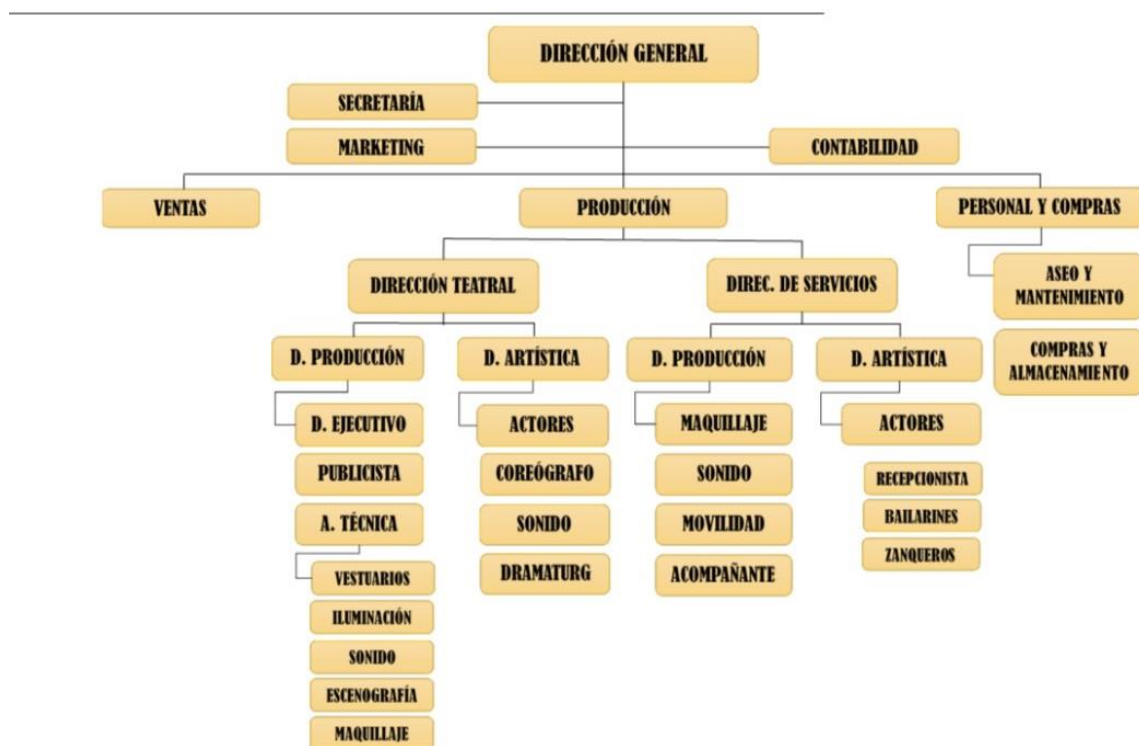 DIRECCIÓN GENERAL
SECRETARÍA
MARKETING
CONTABILIDAD
VENTAS
PRODUCCIÓN
PERSONAL Y COMPRAS
DIRECCIÓN TEATRAL
DIREC. DE SERVICIOS
ASEO Y
MANTENIMIENTO
D. PRODUCCIÓN
D. ARTÍSTICA
D. PRODUCCIÓN
D. ARTÍSTICA
COMPRAS Y
ALMACENAMIENTO
D. EJECUTIVO
ACTORES
MAQUILLAJE
ACTORES
PUBLICISTA
COREÓGRAFO
SONIDO
RECEPCIONISTA
A. TÉCNICA
SONIDO
MOVILIDAD
BAILARINES
ZANQUEROS
VESTUARIOS
DRAMATURG
ACOMPAÑANTE
ILUMINACIÓN
SONIDO
ESCENOGRAFÍA
MAQUILLAJE